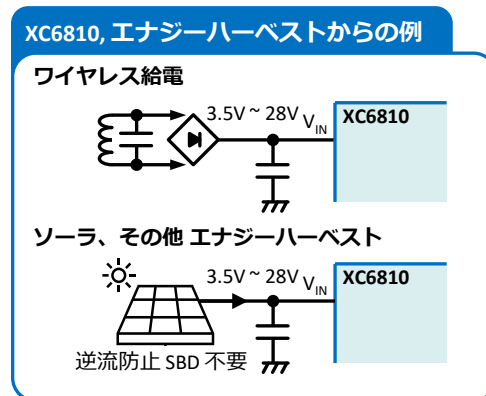 XC6810, エナジーハーベストからの例
ワイヤレス給電
3.5V ~ 28V VIN XC6810
ソーラ、その他 エナジーハーベスト
3.5V ~ 28V VIN XC6810
逆流防止 SBD 不要